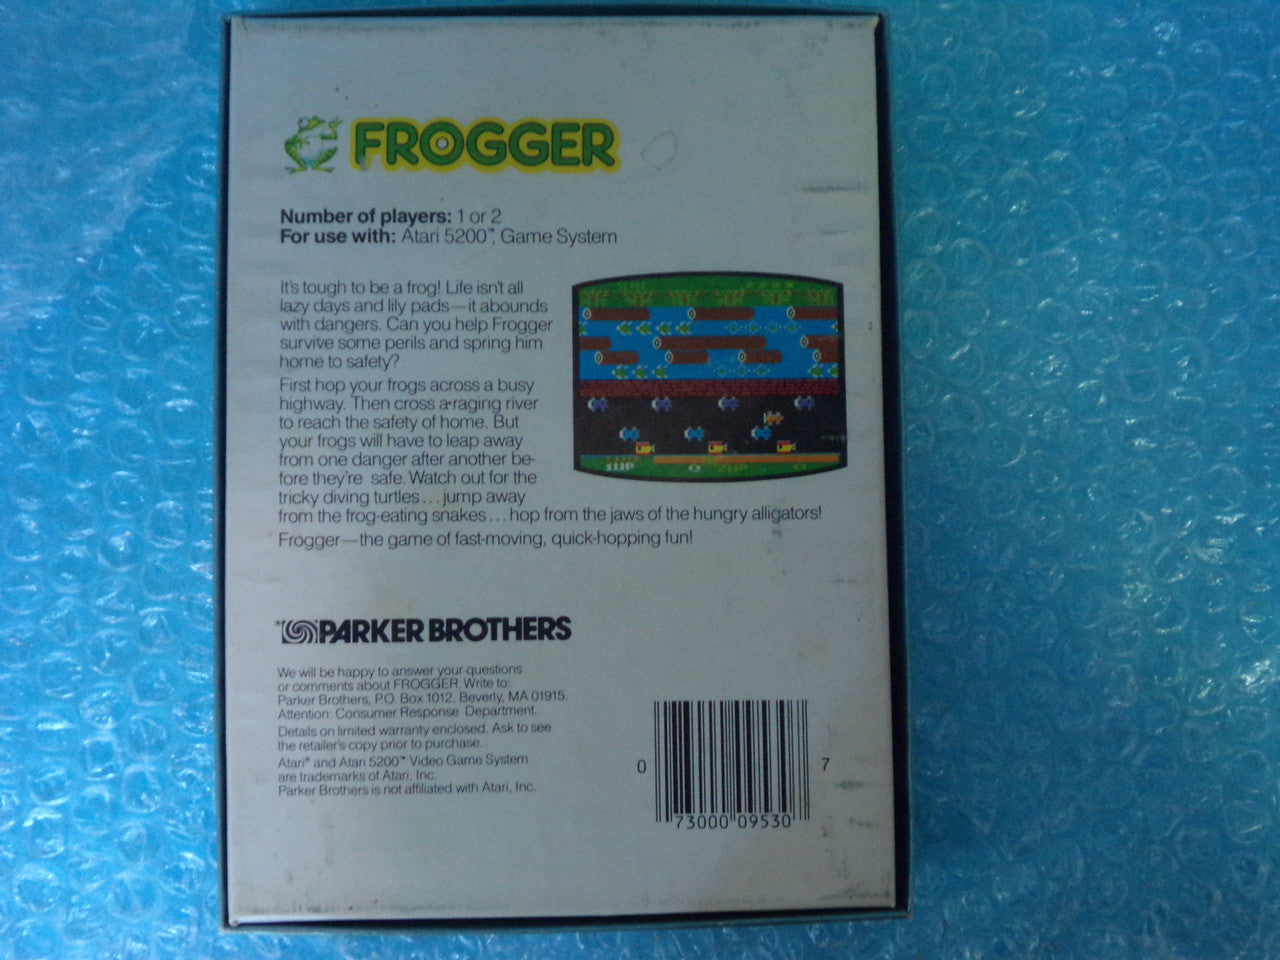 FROGGER
Number of players: 1 or 2
For use with: Atari 5200™ Game System
It's tough to be a frog! Life isn't all
lazy days and lily pads—it abounds
with dangers. Can you help Frogger
survive some perils and spring him
home to safety?
First hop your frogs across a busy
highway. Then cross a raging river
to reach the safety of home. But
your frogs will have to leap away
from one danger after another be-
fore they're safe. Watch out for the
tricky diving turtles...jump away
from the frog-eating snakes...hop from the jaws of the hungry alligators!
Frogger—the game of fast-moving, quick-hopping fun!
1UP 0 2UP
PARKER BROTHERS
We will be happy to answer your questions
or comments about FROGGER. Write to:
Parker Brothers, P.O. Box 1012, Beverly, MA 01915.
Attention: Consumer Response Department.
Details on limited warranty enclosed. Ask to see
the retailer's copy prior to purchase.
Atari® and Atari 5200™ Video Game System
are trademarks of Atari, Inc.
Parker Brothers is not affiliated with Atari, Inc.
0 73000 09530 7